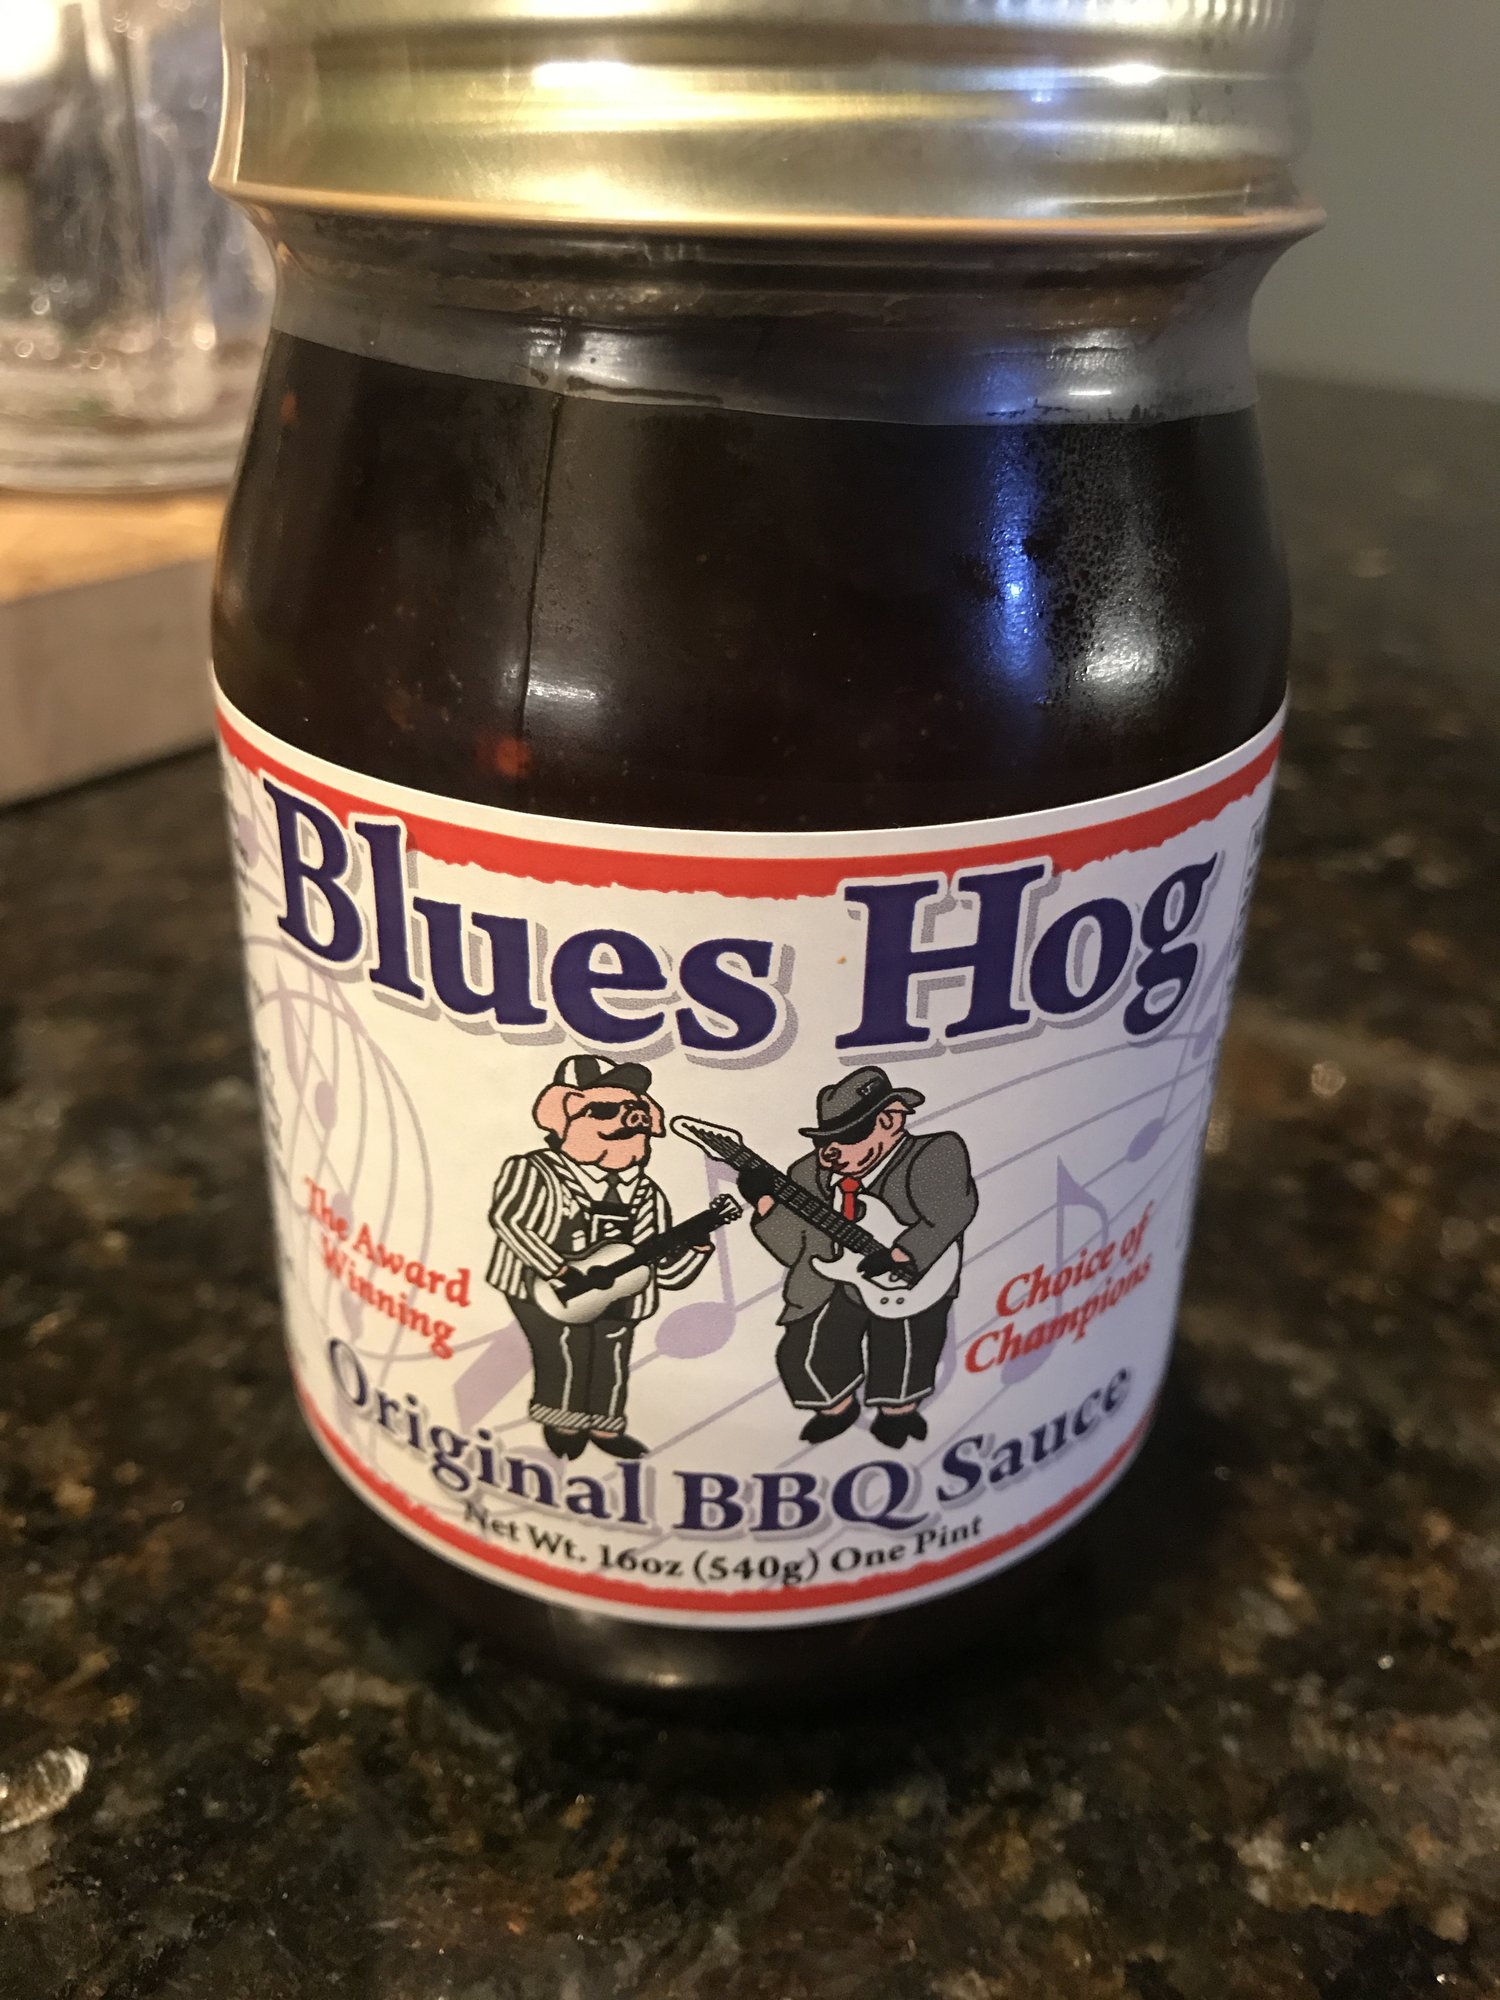 Blues Hog
The Award
Winning
Choice of
Champions
Original BBQ Sauce
Net Wt. 16oz (540g) One Pint